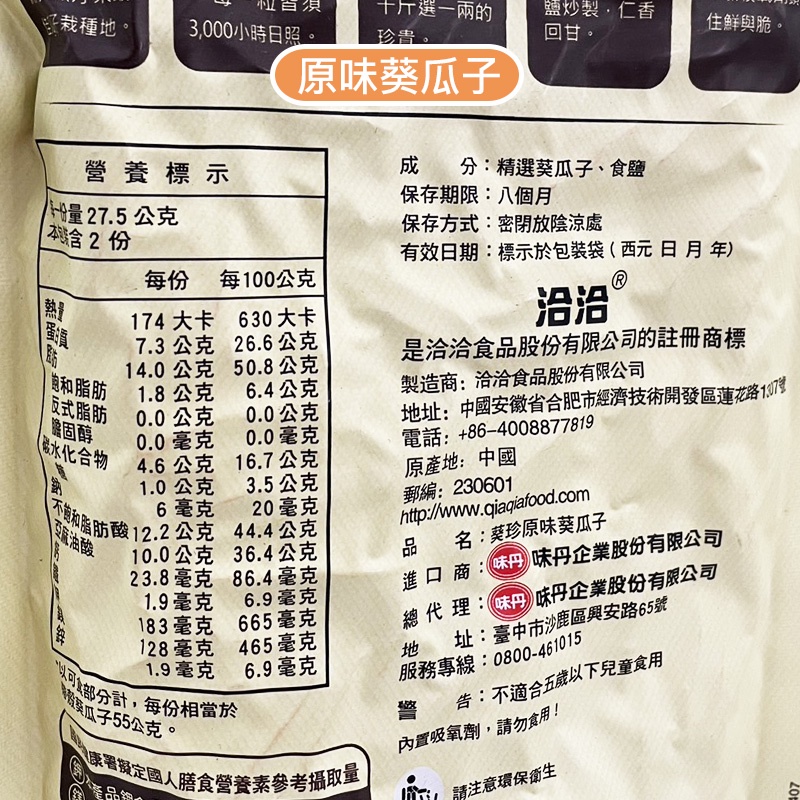 栽種地。
3,000小時日照。
千斤選一兩的
珍貴。
鹽炒製，仁香
回甘。
住鮮與脆。
原味葵瓜子
營養標示
每一份量 27.5 公克
本包裝含 2 份
每份 每100公克
熱量 174 大卡 630 大卡
蛋白質 7.3 公克 26.6 公克
脂肪 14.0 公克 50.8 公克
飽和脂肪 1.8 公克 6.4 公克
反式脂肪 0.0 公克 0.0 公克
膽固醇 0.0 毫克 0.0 毫克
碳水化合物 4.6 公克 16.7 公克
糖 1.0 公克 3.5 公克
鈉 6 毫克 20 毫克
不飽和脂肪酸 12.2 公克 44.4 公克
亞麻油酸 10.0 公克 36.4 公克
23.8 毫克 86.4 毫克
1.9 毫克 6.9 毫克
183 毫克 665 毫克
128 毫克 465 毫克
鋅 1.9 毫克 6.9 毫克
*以可食部分計，每份相當於
帶殼葵瓜子55公克。
康署擬定國人膳食營養素參考攝取量
成 分：精選葵瓜子、食鹽
保存期限：八個月
保存方式：密閉放陰涼處
有效日期：標示於包裝袋（西元 日 月 年）
洽洽®
是洽洽食品股份有限公司的註冊商標
製造商：洽洽食品股份有限公司
地址：中國安徽省合肥市經濟技術開發區蓮花路1307號
電話：+86-4008877819
原產地：中國
郵編：230601
http://www.qiaqiafood.com
品 名：葵珍原味葵瓜子
進口商：味丹 味丹企業股份有限公司
總代理：味丹 味丹企業股份有限公司
地 址：臺中市沙鹿區興安路65號
服務專線：0800-461015
警 告：不適合五歲以下兒童食用
內置吸氧劑，請勿食用！
請注意環保衛生